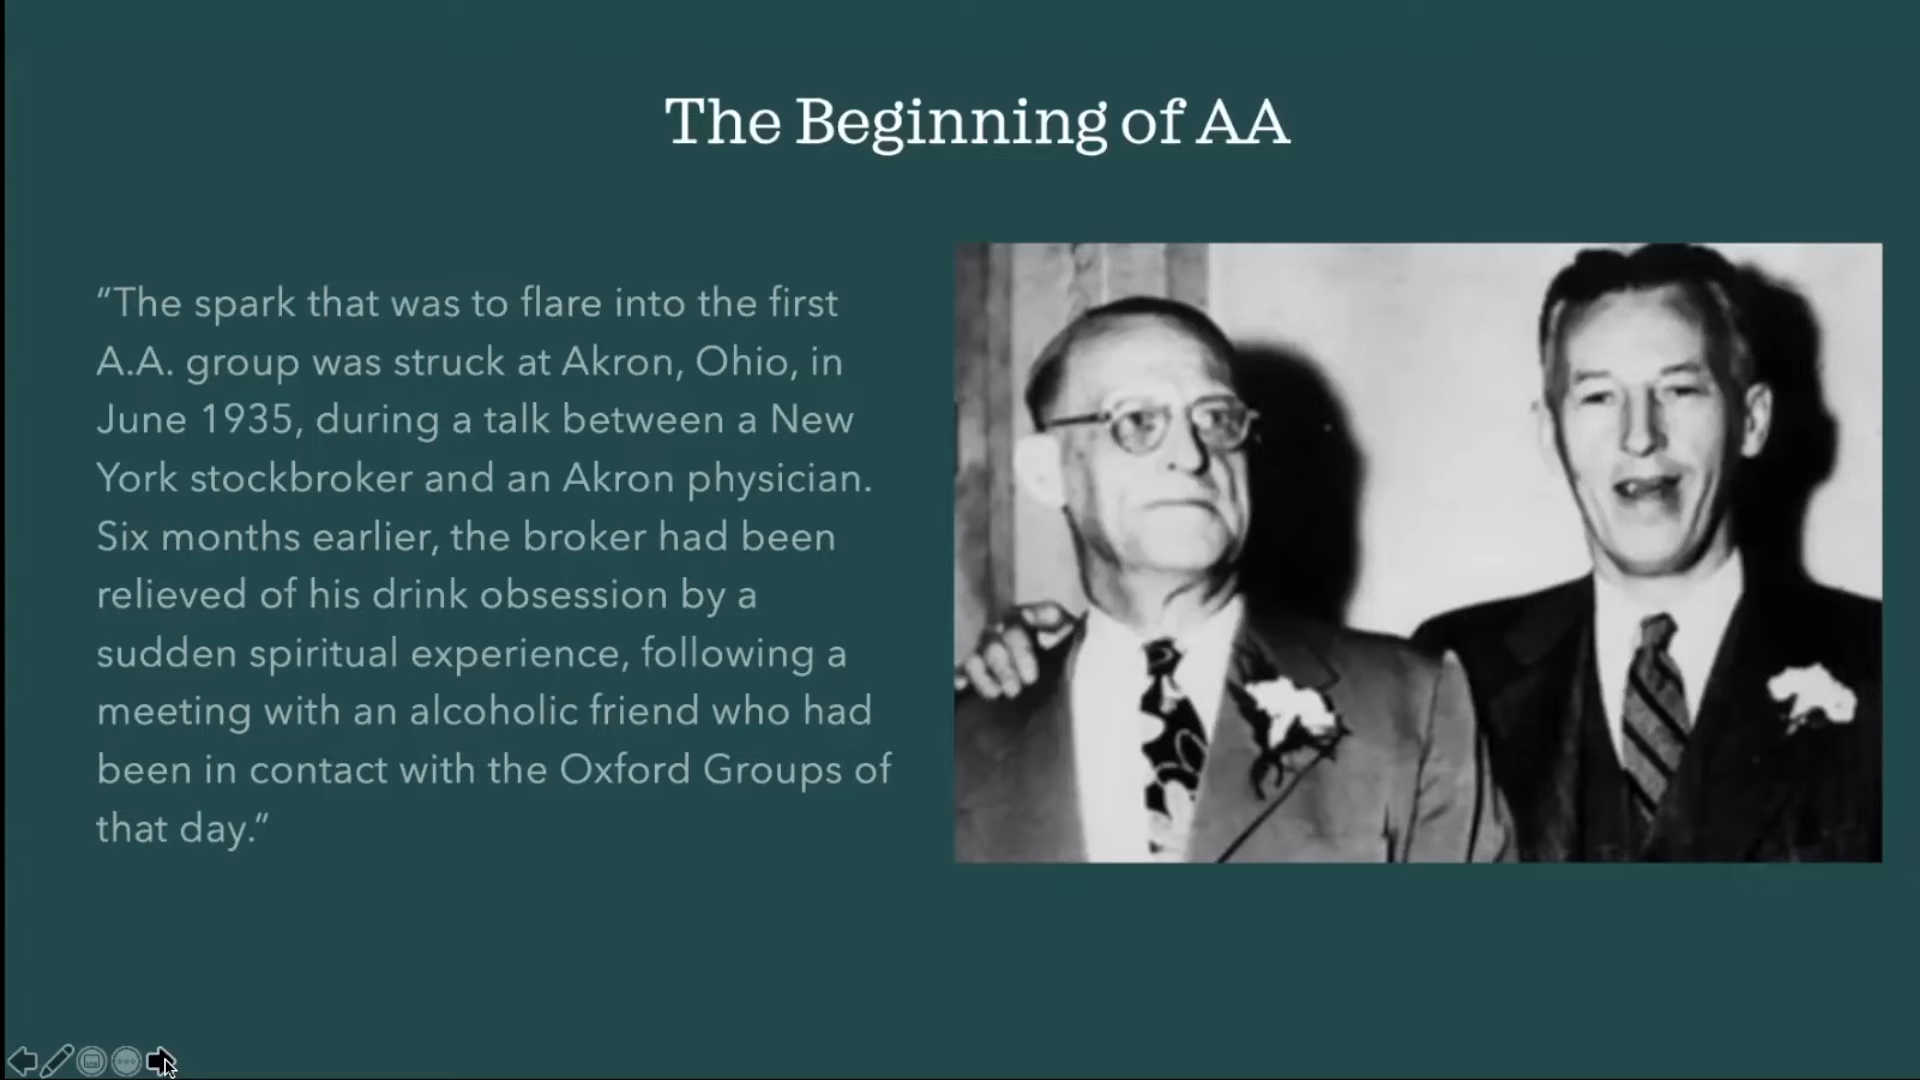 The Beginning of AA
“The spark that was to flare into the first
A.A. group was struck at Akron, Ohio, in
June 1935, during a talk between a New
York stockbroker and an Akron physician.
Six months earlier, the broker had been
relieved of his drink obsession by a
sudden spiritual experience, following a
meeting with an alcoholic friend who had
been in contact with the Oxford Groups of
that day.”